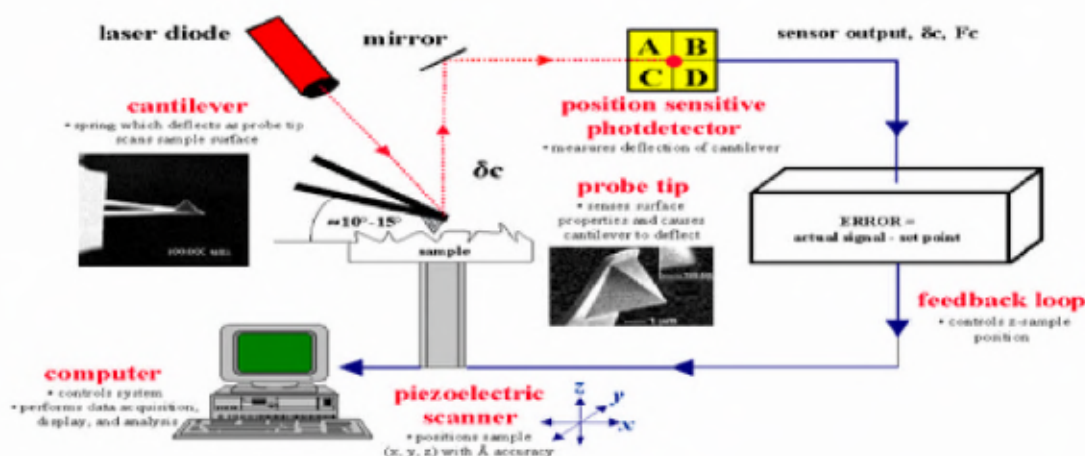 laser diode
mirror
A B
C D
sensor output, δc, Fc
cantilever
• spring which deflects as probe tip
scans sample surface
position sensitive
photdetector
• measures deflection of cantilever
δc
≈10°-15°
sample
probe tip
• senses surface
properties and causes
cantilever to deflect
ERROR =
actual signal - set point
feedback loop
• controls z-sample
position
computer
• controls system
• performs data acquisition,
display, and analysis
piezoelectric
scanner
• positions sample
(x, y, z) with Å accuracy
z
y
x